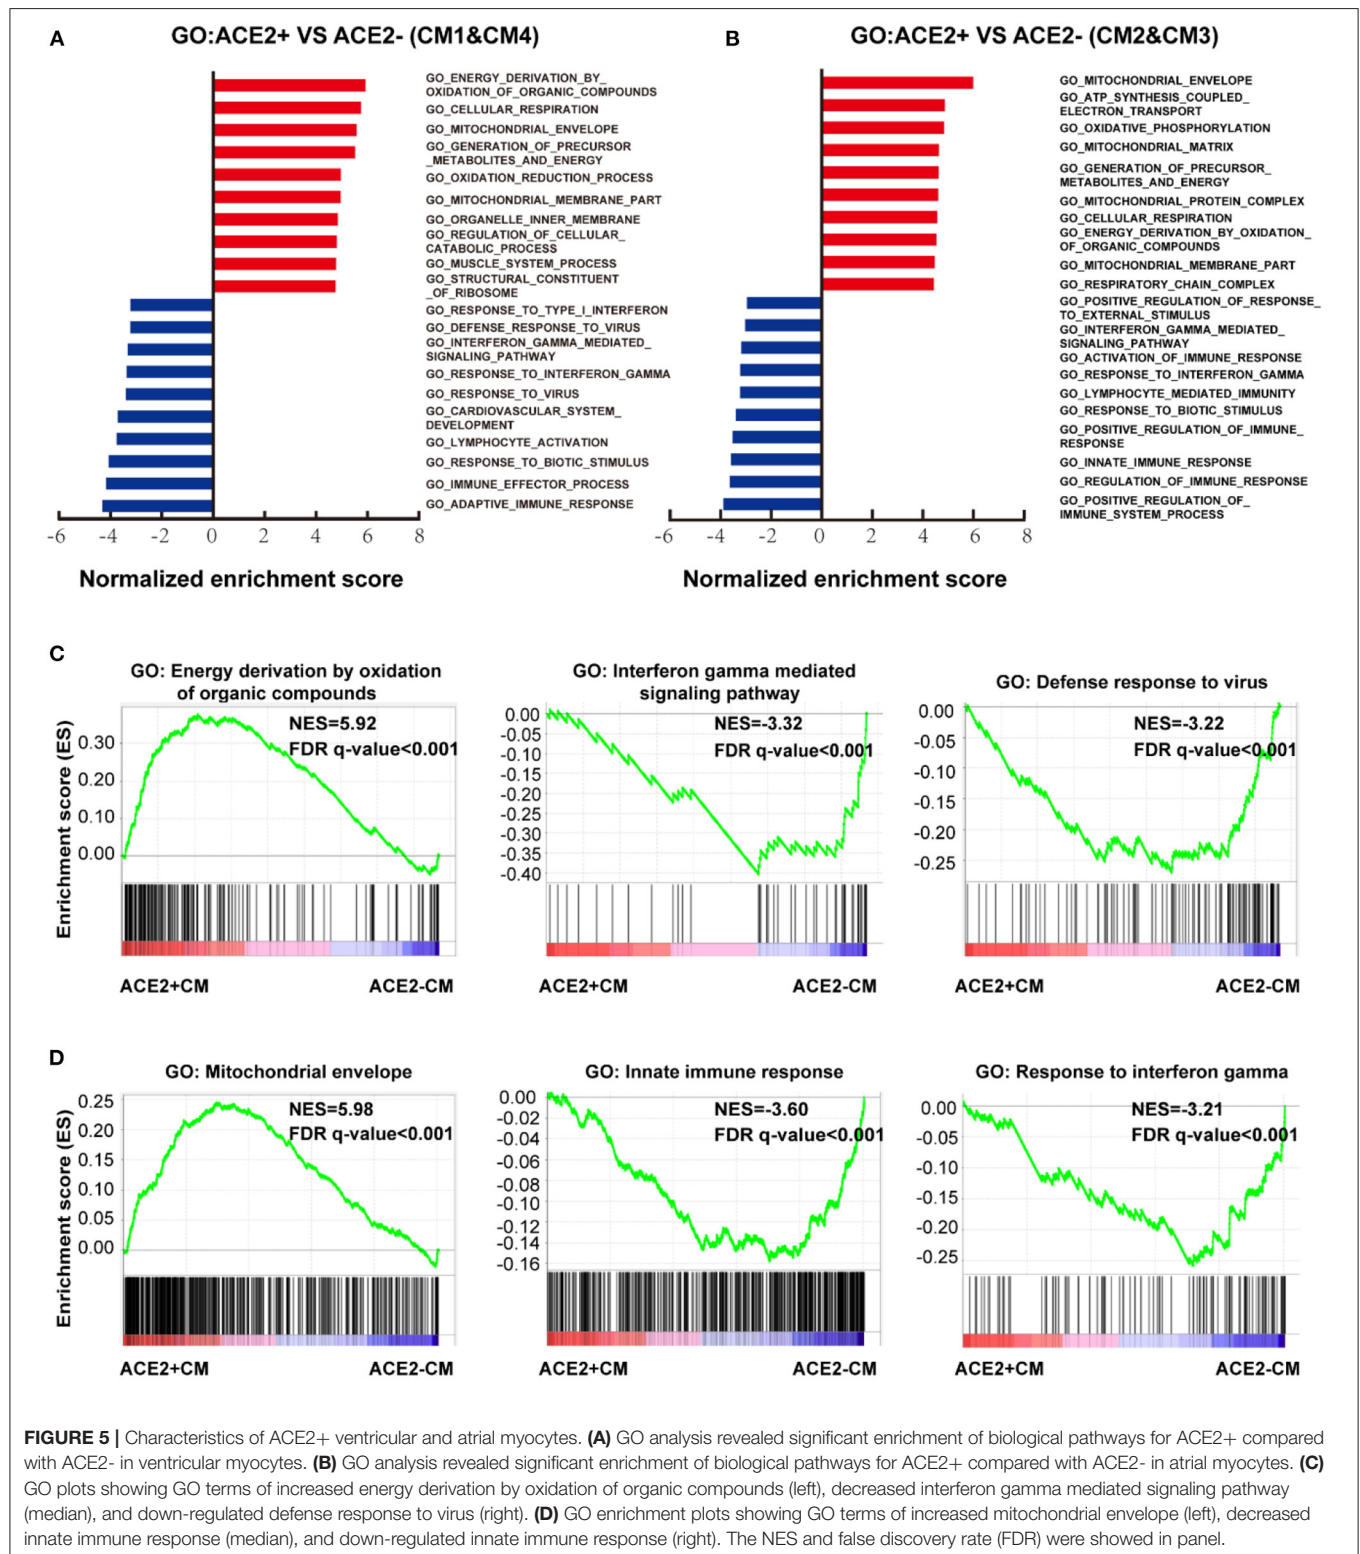 A
GO:ACE2+ VS ACE2- (CM1&CM4)
GO_ENERGY_DERIVATION_BY_
OXIDATION_OF_ORGANIC_COMPOUNDS
GO_CELLULAR_RESPIRATION
GO_MITOCHONDRIAL_ENVELOPE
GO_GENERATION_OF_PRECURSOR
_METABOLITES_AND_ENERGY
GO_OXIDATION_REDUCTION_PROCESS
GO_MITOCHONDRIAL_MEMBRANE_PART
GO_ORGANELLE_INNER_MEMBRANE
GO_REGULATION_OF_CELLULAR_
CATABOLIC_PROCESS
GO_MUSCLE_SYSTEM_PROCESS
GO_STRUCTURAL_CONSTITUENT
_OF_RIBOSOME
GO_RESPONSE_TO_TYPE_I_INTERFERON
GO_DEFENSE_RESPONSE_TO_VIRUS
GO_INTERFERON_GAMMA_MEDIATED_
SIGNALING_PATHWAY
GO_RESPONSE_TO_INTERFERON_GAMMA
GO_RESPONSE_TO_VIRUS
GO_CARDIOVASCULAR_SYSTEM_
DEVELOPMENT
GO_LYMPHOCYTE_ACTIVATION
GO_RESPONSE_TO_BIOTIC_STIMULUS
GO_IMMUNE_EFFECTOR_PROCESS
GO_ADAPTIVE_IMMUNE_RESPONSE
-6 -4 -2 0 2 4 6 8
Normalized enrichment score
B
GO:ACE2+ VS ACE2- (CM2&CM3)
GO_MITOCHONDRIAL_ENVELOPE
GO_ATP_SYNTHESIS_COUPLED_
ELECTRON_TRANSPORT
GO_OXIDATIVE_PHOSPHORYLATION
GO_MITOCHONDRIAL_MATRIX
GO_GENERATION_OF_PRECURSOR_
METABOLITES_AND_ENERGY
GO_MITOCHONDRIAL_PROTEIN_COMPLEX
GO_CELLULAR_RESPIRATION
GO_ENERGY_DERIVATION_BY_OXIDATION_
OF_ORGANIC_COMPOUNDS
GO_MITOCHONDRIAL_MEMBRANE_PART
GO_RESPIRATORY_CHAIN_COMPLEX
GO_POSITIVE_REGULATION_OF_RESPONSE_
TO_EXTERNAL_STIMULUS
GO_INTERFERON_GAMMA_MEDIATED_
SIGNALING_PATHWAY
GO_ACTIVATION_OF_IMMUNE_RESPONSE
GO_RESPONSE_TO_INTERFERON_GAMMA
GO_LYMPHOCYTE_MEDIATED_IMMUNITY
GO_RESPONSE_TO_BIOTIC_STIMULUS
GO_POSITIVE_REGULATION_OF_IMMUNE_
RESPONSE
GO_INNATE_IMMUNE_RESPONSE
GO_REGULATION_OF_IMMUNE_RESPONSE
GO_POSITIVE_REGULATION_OF_
IMMUNE_SYSTEM_PROCESS
-6 -4 -2 0 2 4 6 8
Normalized enrichment score
C
GO: Energy derivation by oxidation
of organic compounds
NES=5.92
FDR q-value<0.001
Enrichment score (ES)
0.30
0.20
0.10
0.00
ACE2+CM ACE2-CM
GO: Interferon gamma mediated
signaling pathway
NES=-3.32
FDR q-value<0.001
0.00
-0.05
-0.10
-0.15
-0.20
-0.25
-0.30
-0.35
-0.40
ACE2+CM ACE2-CM
GO: Defense response to virus
NES=-3.22
FDR q-value<0.001
0.00
-0.05
-0.10
-0.15
-0.20
-0.25
ACE2+CM ACE2-CM
D
GO: Mitochondrial envelope
NES=5.98
FDR q-value<0.001
Enrichment score (ES)
0.25
0.20
0.15
0.10
0.05
0.00
ACE2+CM ACE2-CM
GO: Innate immune response
NES=-3.60
FDR q-value<0.001
0.00
-0.02
-0.04
-0.06
-0.08
-0.10
-0.12
-0.14
-0.16
ACE2+CM ACE2-CM
GO: Response to interferon gamma
NES=-3.21
FDR q-value<0.001
0.00
-0.05
-0.10
-0.15
-0.20
-0.25
ACE2+CM ACE2-CM
FIGURE 5 | Characteristics of ACE2+ ventricular and atrial myocytes. (A) GO analysis revealed significant enrichment of biological pathways for ACE2+ compared
with ACE2- in ventricular myocytes. (B) GO analysis revealed significant enrichment of biological pathways for ACE2+ compared with ACE2- in atrial myocytes. (C)
GO plots showing GO terms of increased energy derivation by oxidation of organic compounds (left), decreased interferon gamma mediated signaling pathway
(median), and down-regulated defense response to virus (right). (D) GO enrichment plots showing GO terms of increased mitochondrial envelope (left), decreased
innate immune response (median), and down-regulated innate immune response (right). The NES and false discovery rate (FDR) were showed in panel.